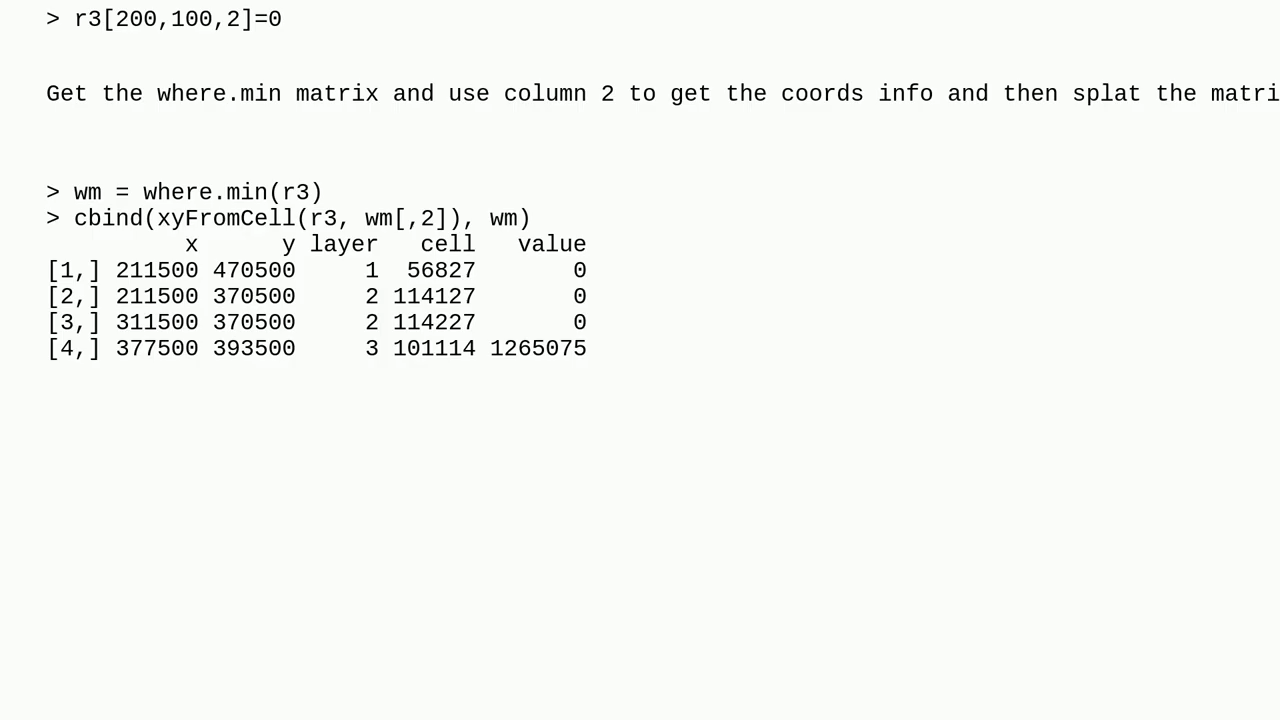 > r3[200,100,2]=0
Get the where.min matrix and use column 2 to get the coords info and then splat the matri
> wm = where.min(r3)
> cbind(xyFromCell(r3, wm[,2]), wm)
x y layer cell value
[1,] 211500 470500 1 56827 0
[2,] 211500 370500 2 114127 0
[3,] 311500 370500 2 114227 0
[4,] 377500 393500 3 101114 1265075